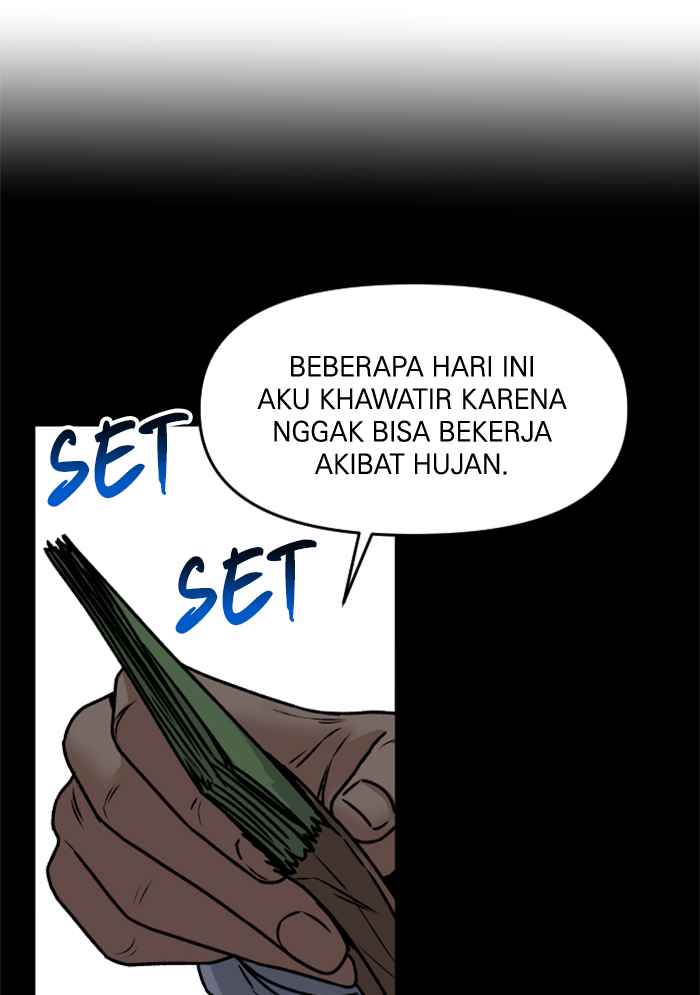 BEBERAPA HARI INI
AKU KHAWATIR KARENA
NGGAK BISA BEKERJA
AKIBAT HUJAN.
SET
SET